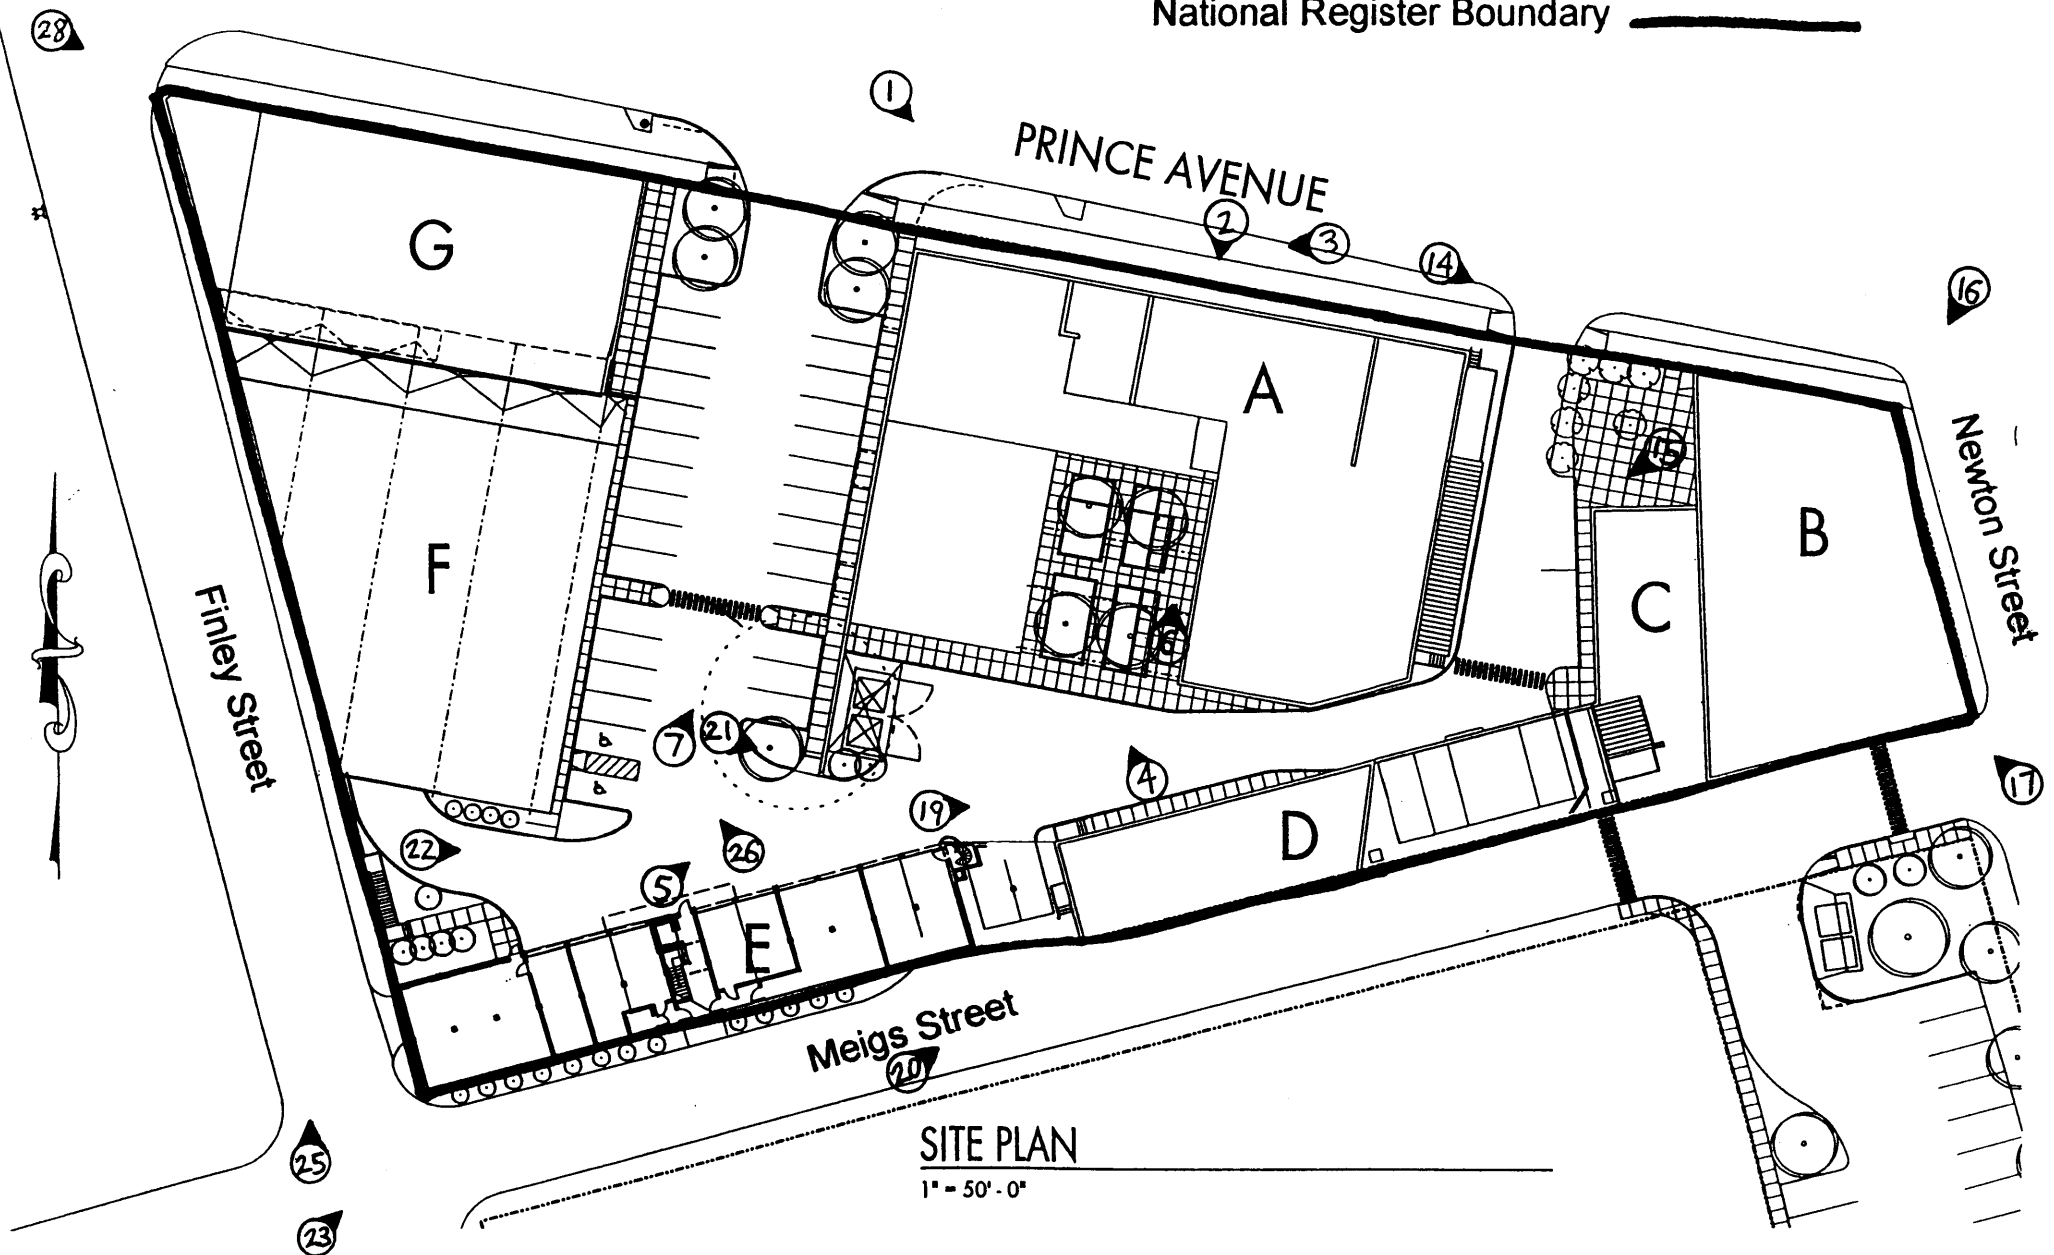 National Register Boundary
28
1
PRINCE AVENUE
2
3
14
16
G
A
15
Newton Street
B
F
C
Finley Street
6
7
21
4
17
19
D
22
26
5
E
Meigs Street
20
SITE PLAN
1" = 50' - 0"
25
23